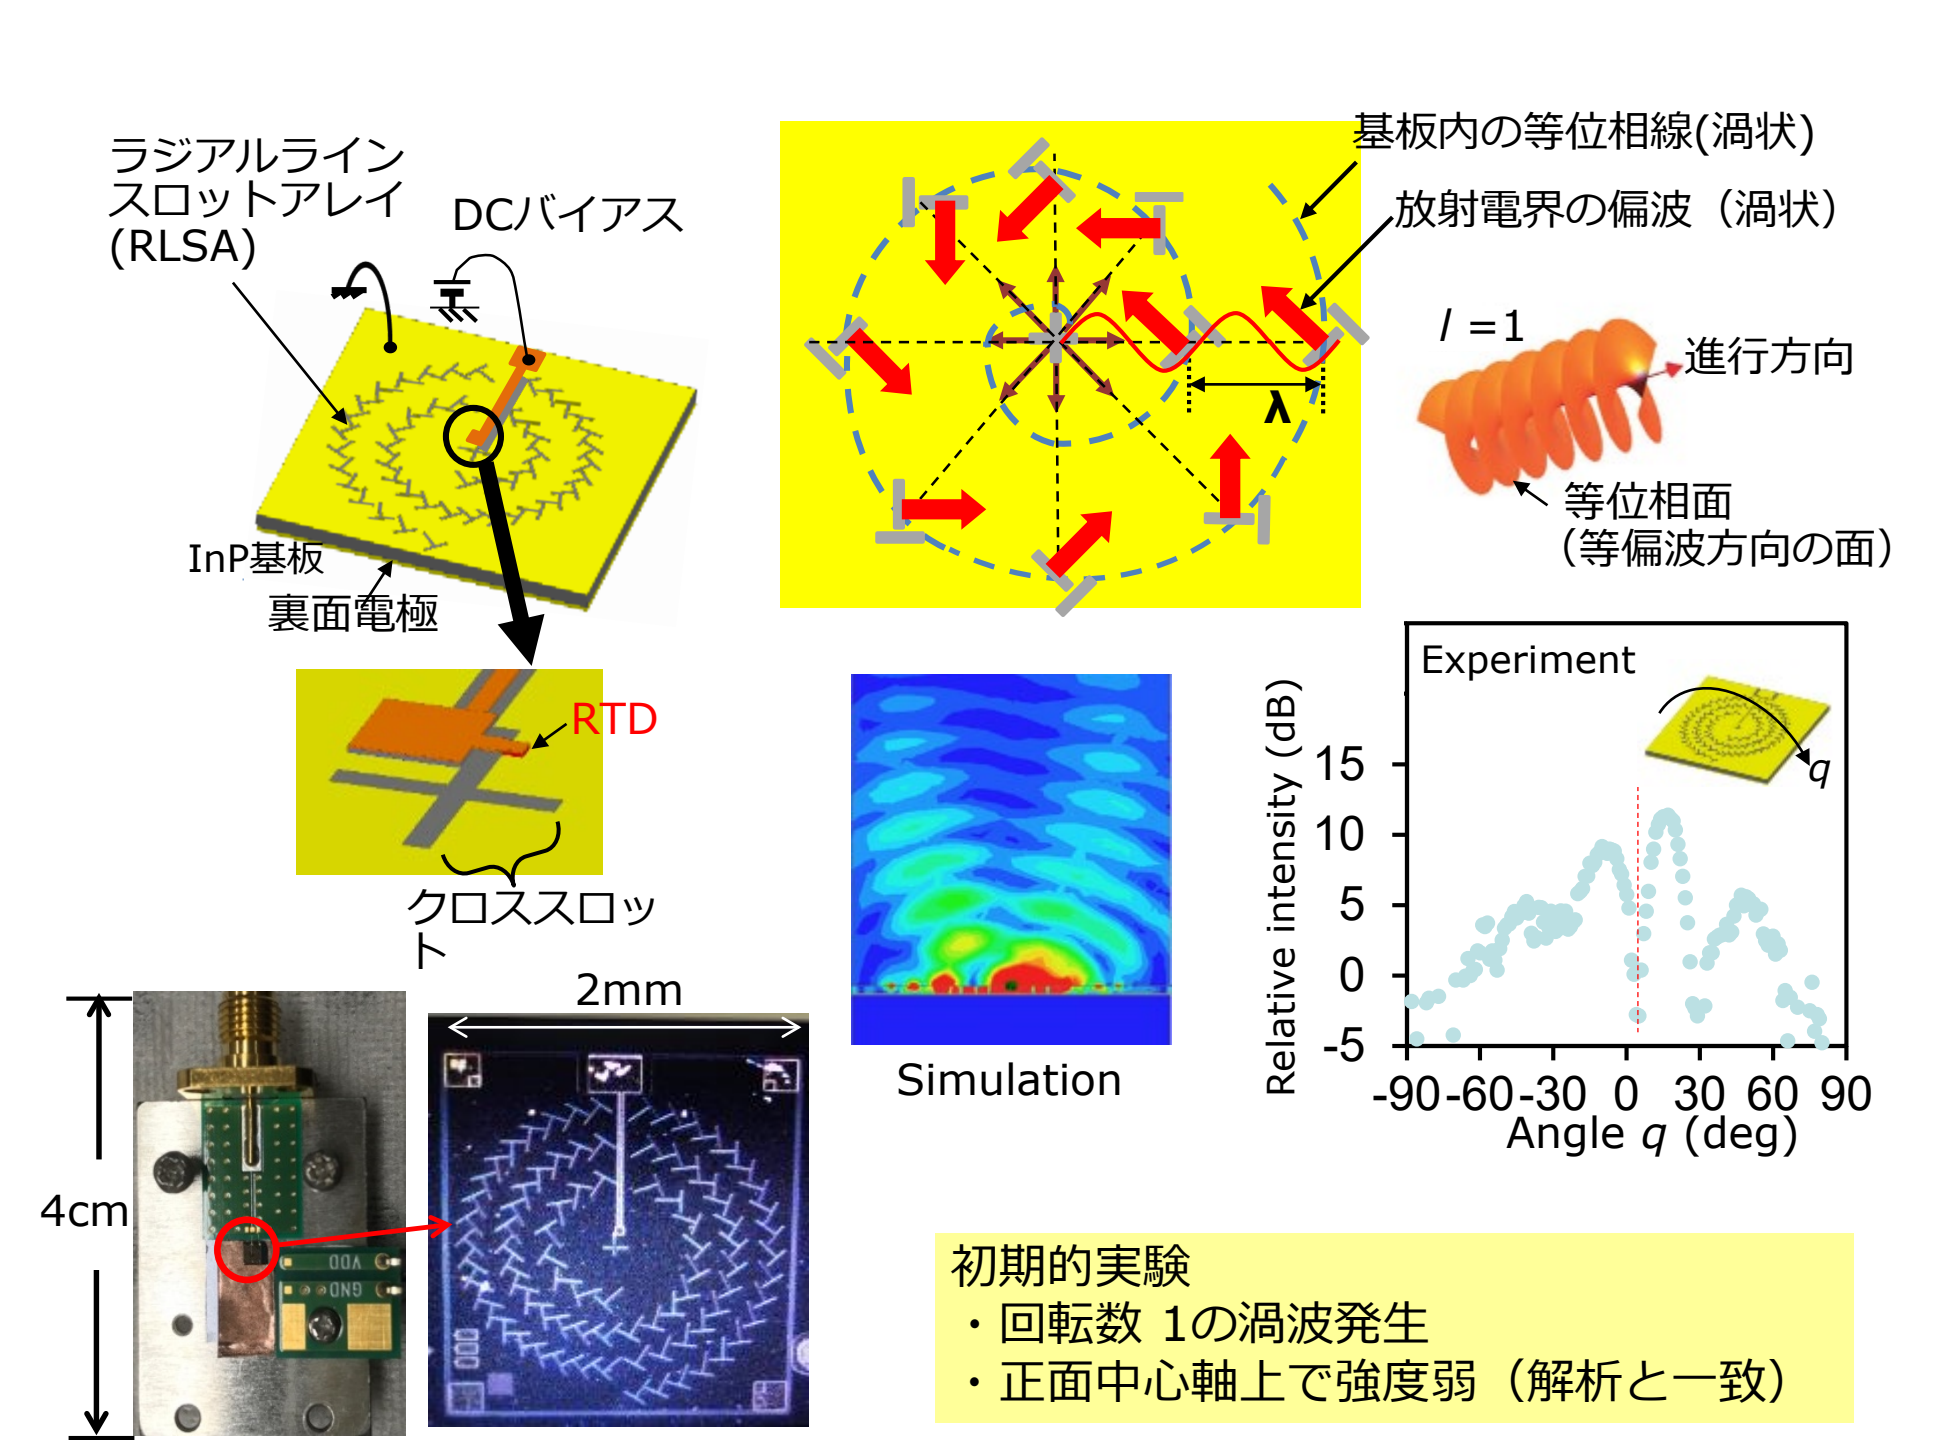 ラジアルライン
スロットアレイ
(RLSA)
DCバイアス
InP基板
裏面電極
RTD
クロススロッ
ト
基板内の等位相線(渦状)
放射電界の偏波（渦状）
λ
l =1
進行方向
等位相面
（等偏波方向の面）
Simulation
Experiment
q
Relative intensity (dB)
15
10
5
0
-5
-90 -60 -30 0 30 60 90
Angle q (deg)
4cm
2mm
VDD
GND
初期的実験
・回転数 1の渦波発生
・正面中心軸上で強度弱（解析と一致）